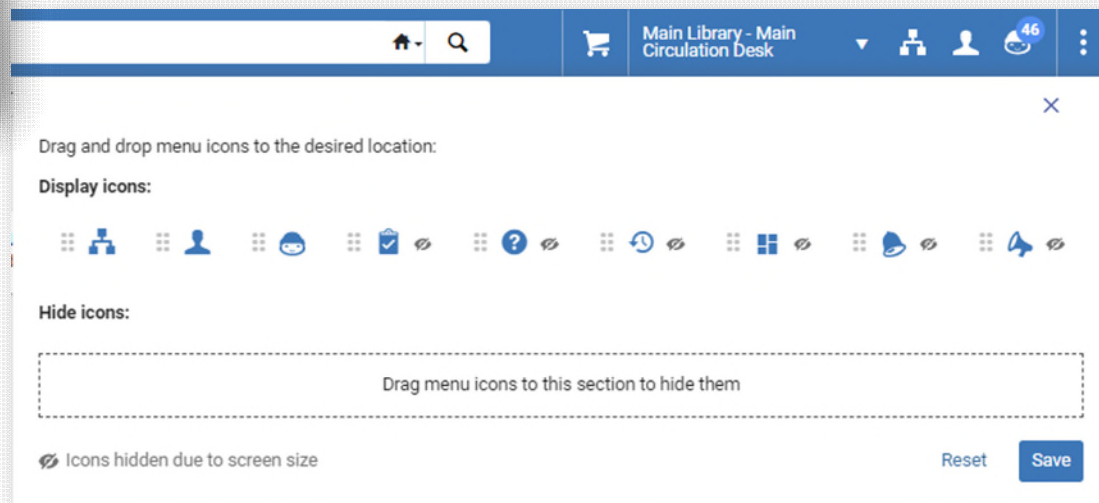 Main Library - Main
Circulation Desk
46
Drag and drop menu icons to the desired location:
Display icons:
?
Hide icons:
Drag menu icons to this section to hide them
Icons hidden due to screen size
Reset
Save